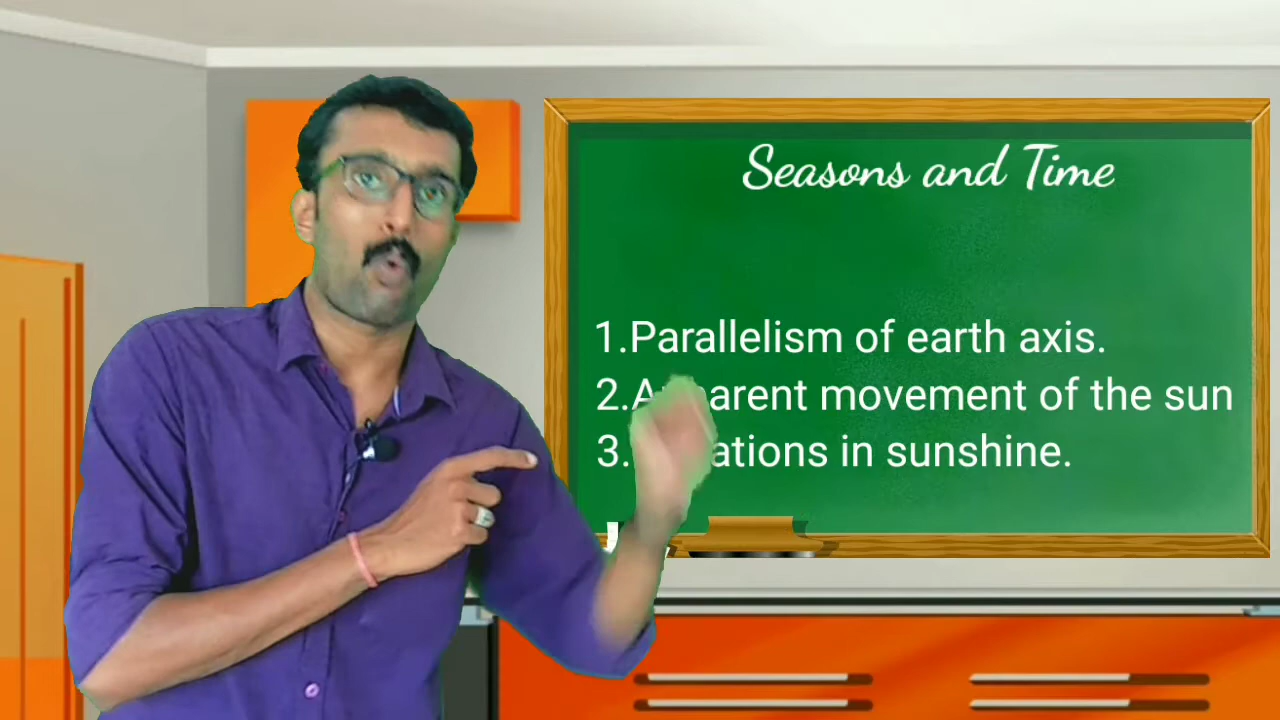 Seasons and Time
1.Parallelism of earth axis.
2. movement of the sun
3. in sunshine.